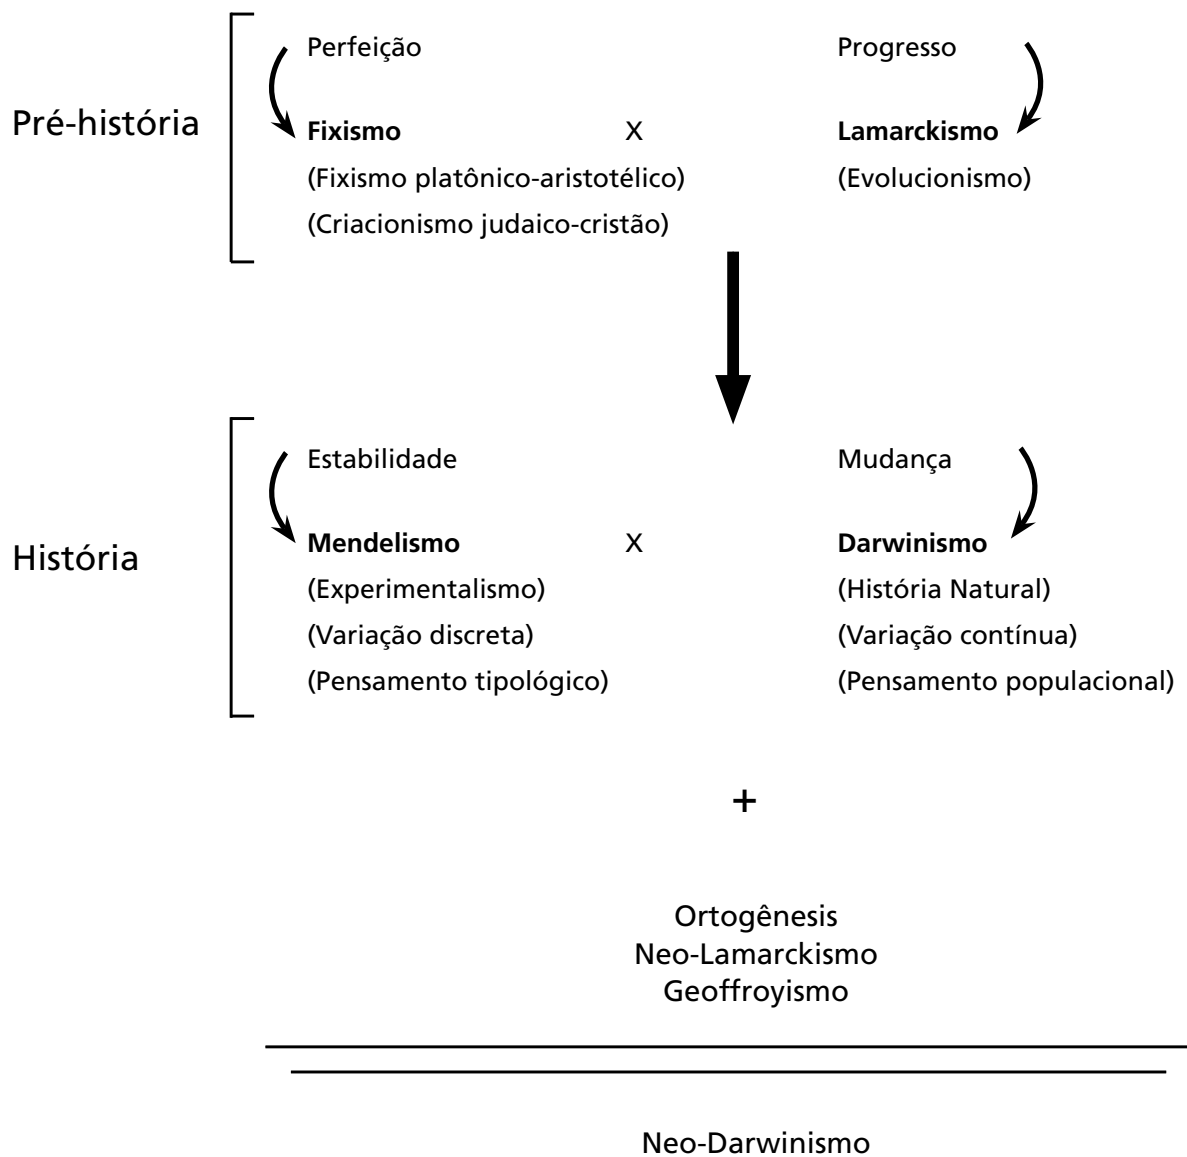 Perfeição Progresso
Pré-história
Fixismo X Lamarckismo
(Fixismo platônico-aristotélico) (Evolucionismo)
(Criacionismo judaico-cristão)
Estabilidade Mudança
História
Mendelismo X Darwinismo
(Experimentalismo) (História Natural)
(Variação discreta) (Variação contínua)
(Pensamento tipológico) (Pensamento populacional)
+
Ortogênesis
Neo-Lamarckismo
Geoffroyismo
Neo-Darwinismo